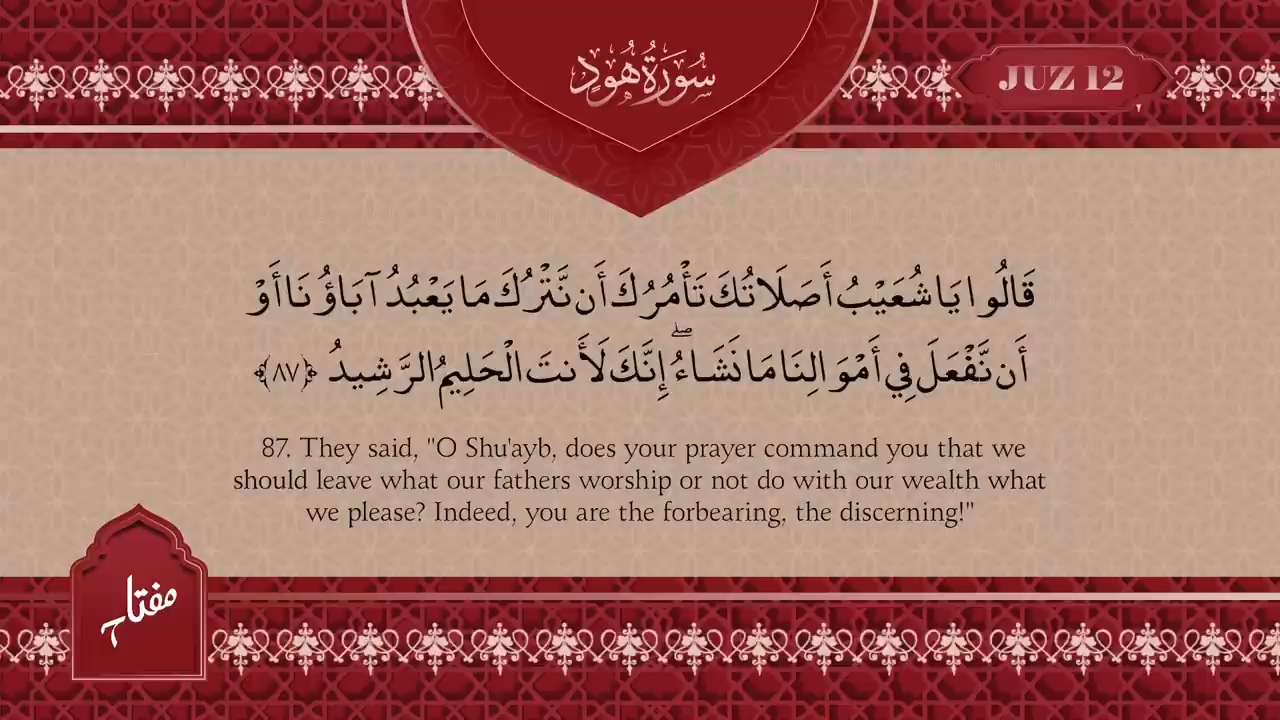 سُورَةُ هُودٍ
JUZ 12
قَالُوا يَا شُعَيْبُ أَصَلَاتُكَ تَأْمُرُكَ أَن نَّتْرُكَ مَا يَعْبُدُ آبَاؤُنَا أَوْ
أَن نَّفْعَلَ فِي أَمْوَالِنَا مَا نَشَاءُ ۖ إِنَّكَ لَأَنتَ الْحَلِيمُ الرَّشِيدُ ﴿٨٧﴾
87. They said, "O Shu'ayb, does your prayer command you that we
should leave what our fathers worship or not do with our wealth what
we please? Indeed, you are the forbearing, the discerning!"
مفتاح